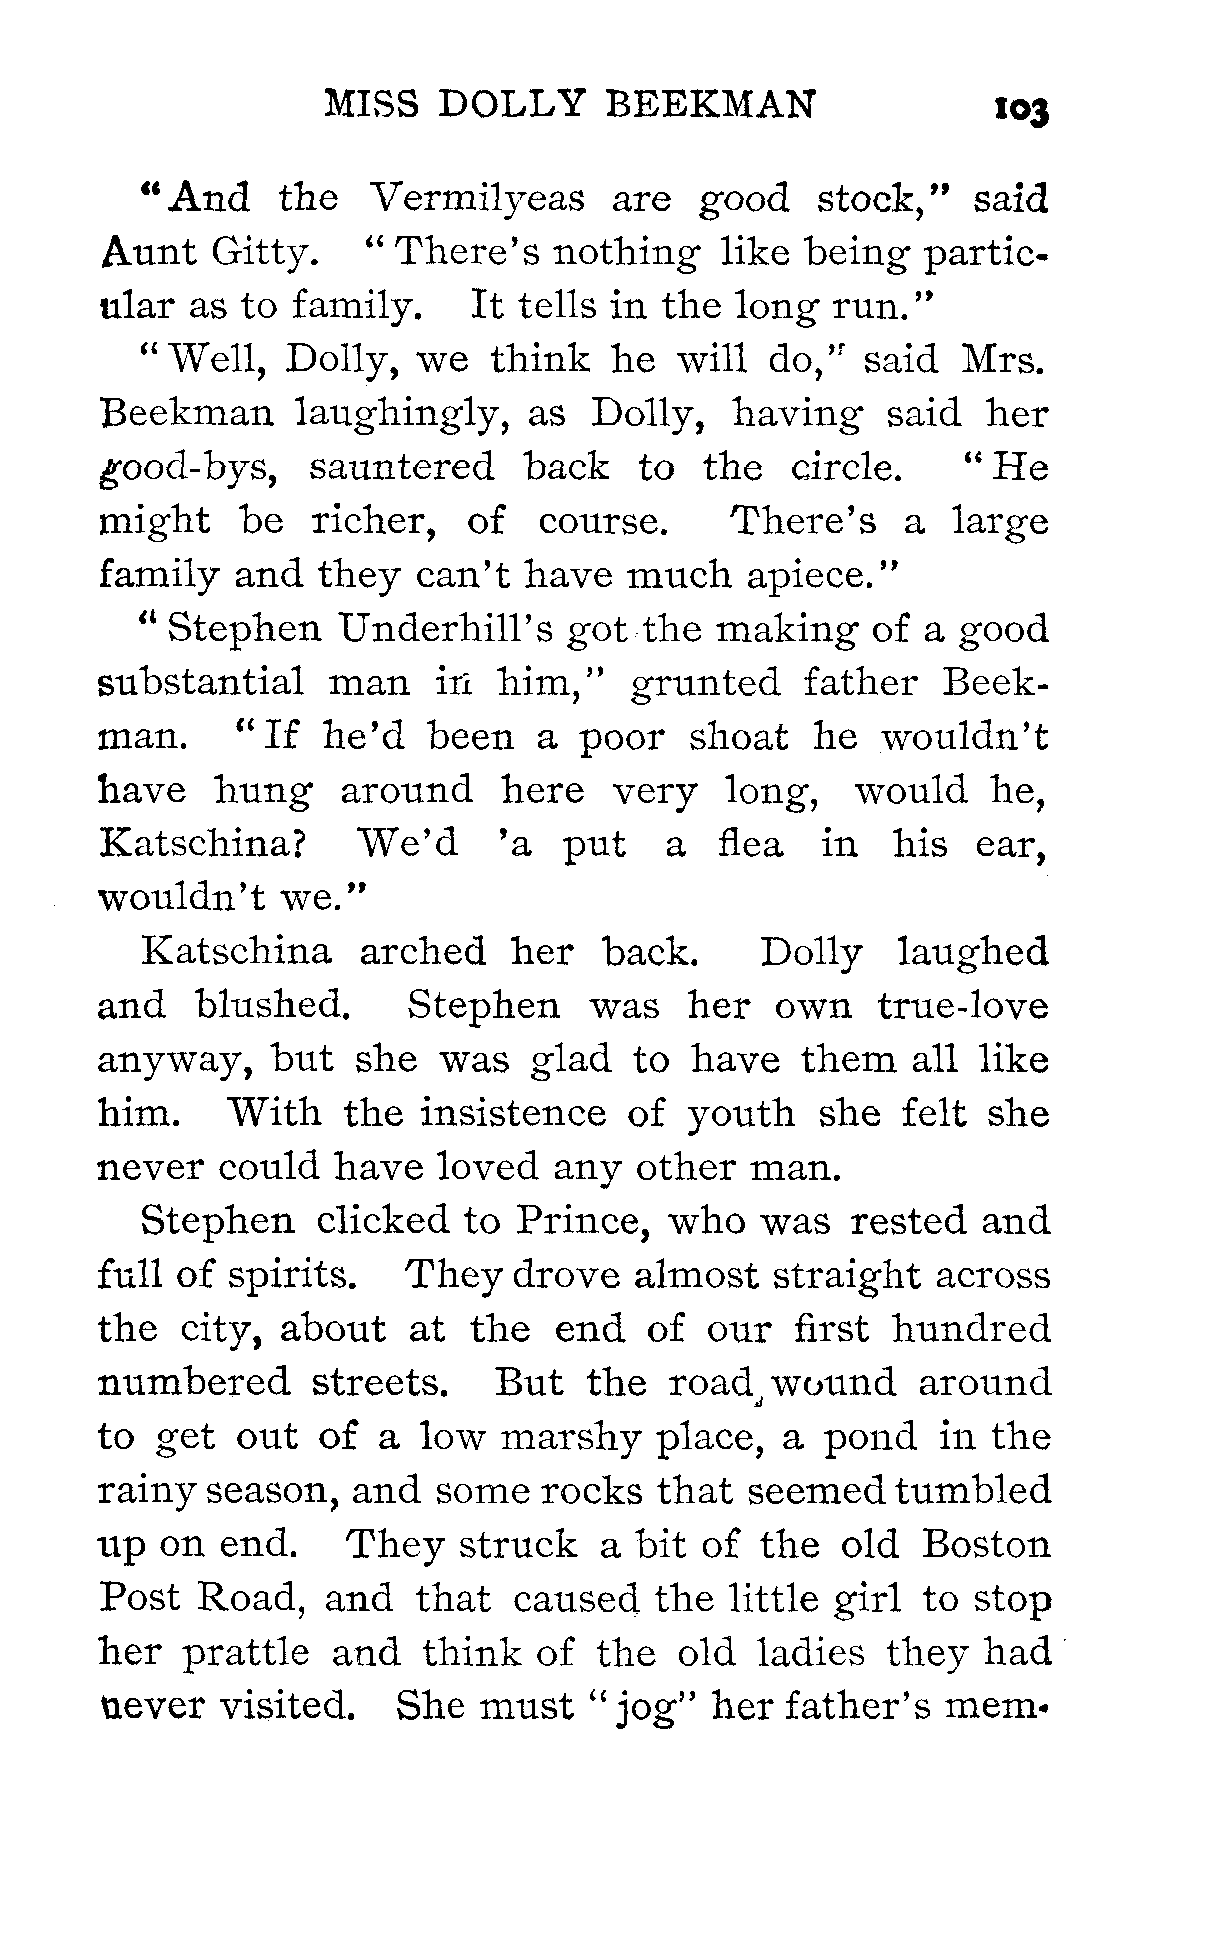 MISS DOLLY BEEKMAN 103
"And the Vermilyeas are good stock," said
Aunt Gitty. "There's nothing like being partic-
ular as to family. It tells in the long run."
"Well, Dolly, we think he will do," said Mrs.
Beekman laughingly, as Dolly, having said her
good-bys, sauntered back to the circle. "He
might be richer, of course. There's a large
family and they can't have much apiece."
"Stephen Underhill's got the making of a good
substantial man in him," grunted father Beek-
man. "If he'd been a poor shoat he wouldn't
have hung around here very long, would he,
Katschina? We'd 'a put a flea in his ear,
wouldn't we."
Katschina arched her back. Dolly laughed
and blushed. Stephen was her own true-love
anyway, but she was glad to have them all like
him. With the insistence of youth she felt she
never could have loved any other man.
Stephen clicked to Prince, who was rested and
full of spirits. They drove almost straight across
the city, about at the end of our first hundred
numbered streets. But the road wound around
to get out of a low marshy place, a pond in the
rainy season, and some rocks that seemed tumbled
up on end. They struck a bit of the old Boston
Post Road, and that caused the little girl to stop
her prattle and think of the old ladies they had
never visited. She must "jog" her father's mem-